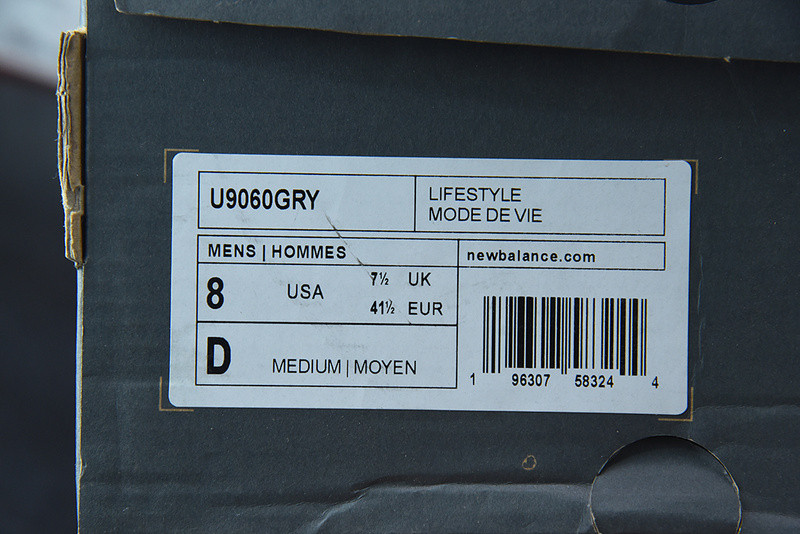 U9060GRY
LIFESTYLE
MODE DE VIE
MENS | HOMMES
newbalance.com
8 USA
7½ UK
41½ EUR
D MEDIUM | MOYEN
1 96307 58324 4